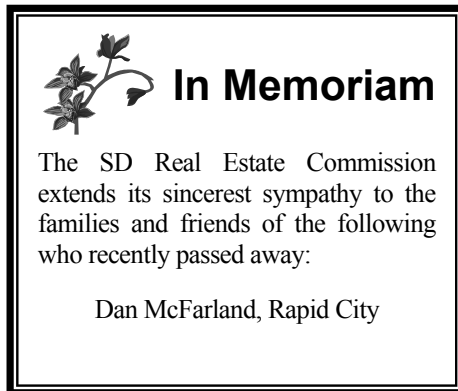 In Memoriam
The SD Real Estate Commission
extends its sincerest sympathy to the
families and friends of the following
who recently passed away:
Dan McFarland, Rapid City